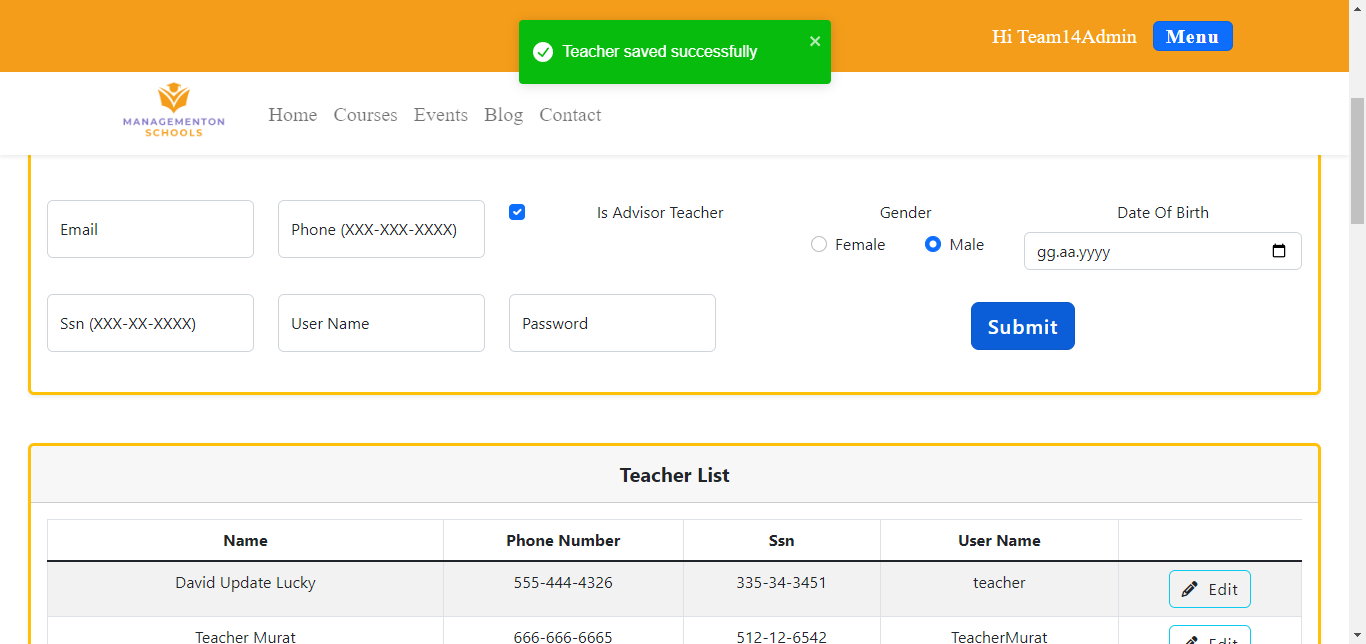 Teacher saved successfully
Hi Team14Admin
Menu
MANAGEMENTON
SCHOOLS
Home Courses Events Blog Contact
Email
Phone (XXX-XXX-XXXX)
Is Advisor Teacher
Gender
Female Male
Date Of Birth
gg.aa.yyyy
Ssn (XXX-XX-XXXX)
User Name
Password
Submit
Teacher List
Name Phone Number Ssn User Name
David Update Lucky 555-444-4326 335-34-3451 teacher Edit
Teacher Murat 666-666-6665 512-12-6542 TeacherMurat Edit